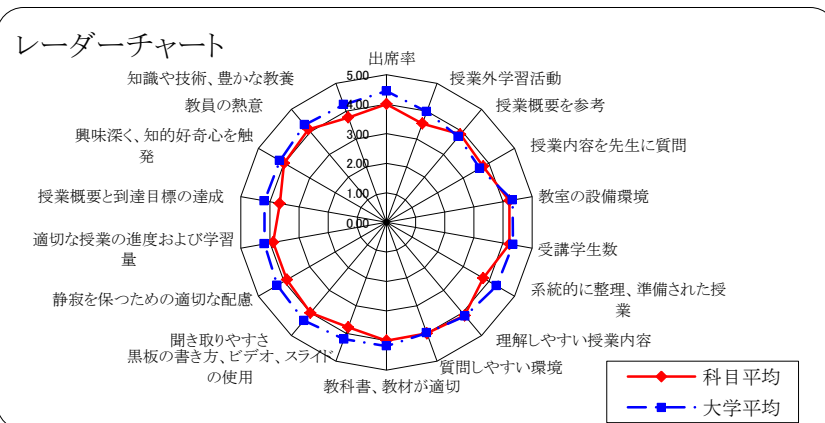 レーダーチャート
出席率
授業外学習活動
授業概要を参考
授業内容を先生に質問
教室の設備環境
受講学生数
系統的に整理、準備された授
業
理解しやすい授業内容
質問しやすい環境
教科書、教材が適切
黒板の書き方、ビデオ、スライド
の使用
聞き取りやすさ
静寂を保つための適切な配慮
適切な授業の進度および学習
量
授業概要と到達目標の達成
興味深く、知的好奇心を触
発
教員の熱意
知識や技術、豊かな教養
5.00
4.00
3.00
2.00
1.00
0.00
科目平均
大学平均